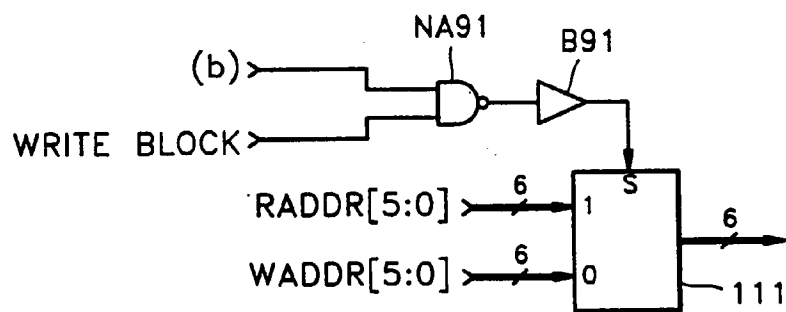 NA91
B91
(b)
WRITE BLOCK
S
RADDR[5:0] 6 1 6
WADDR[5:0] 6 0 111